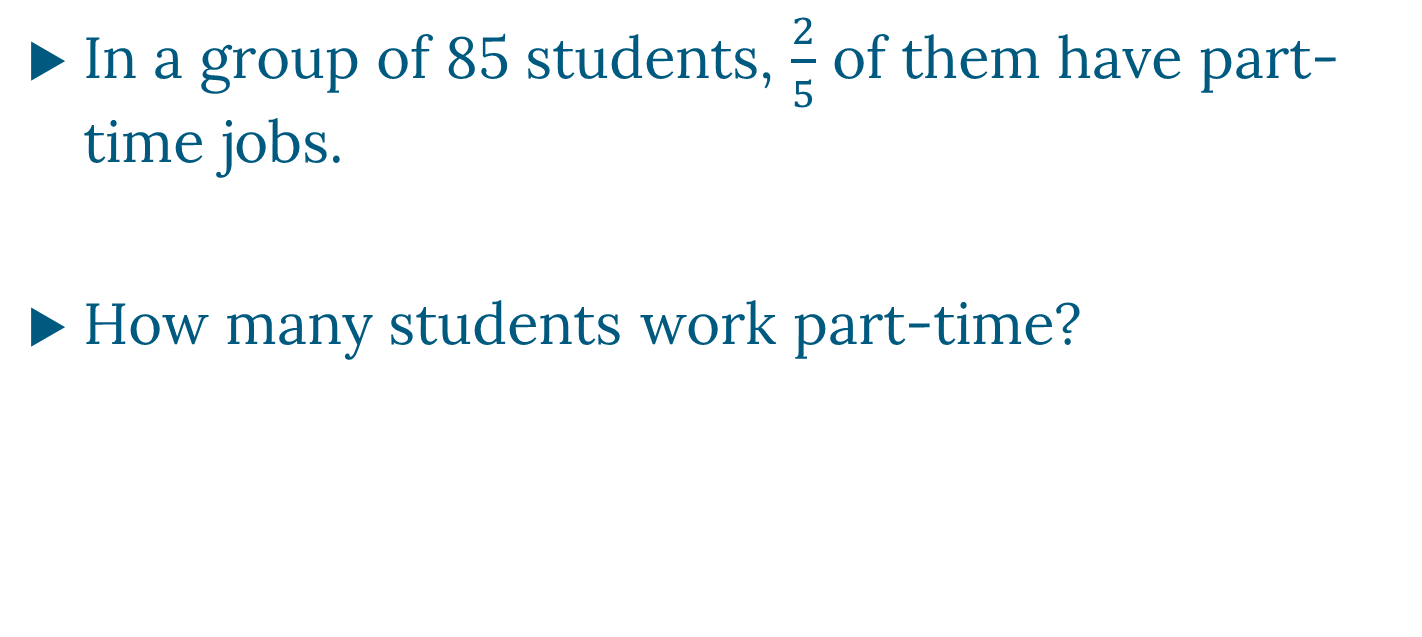 ▶ In a group of 85 students, 2/5 of them have part-
time jobs.
▶ How many students work part-time?